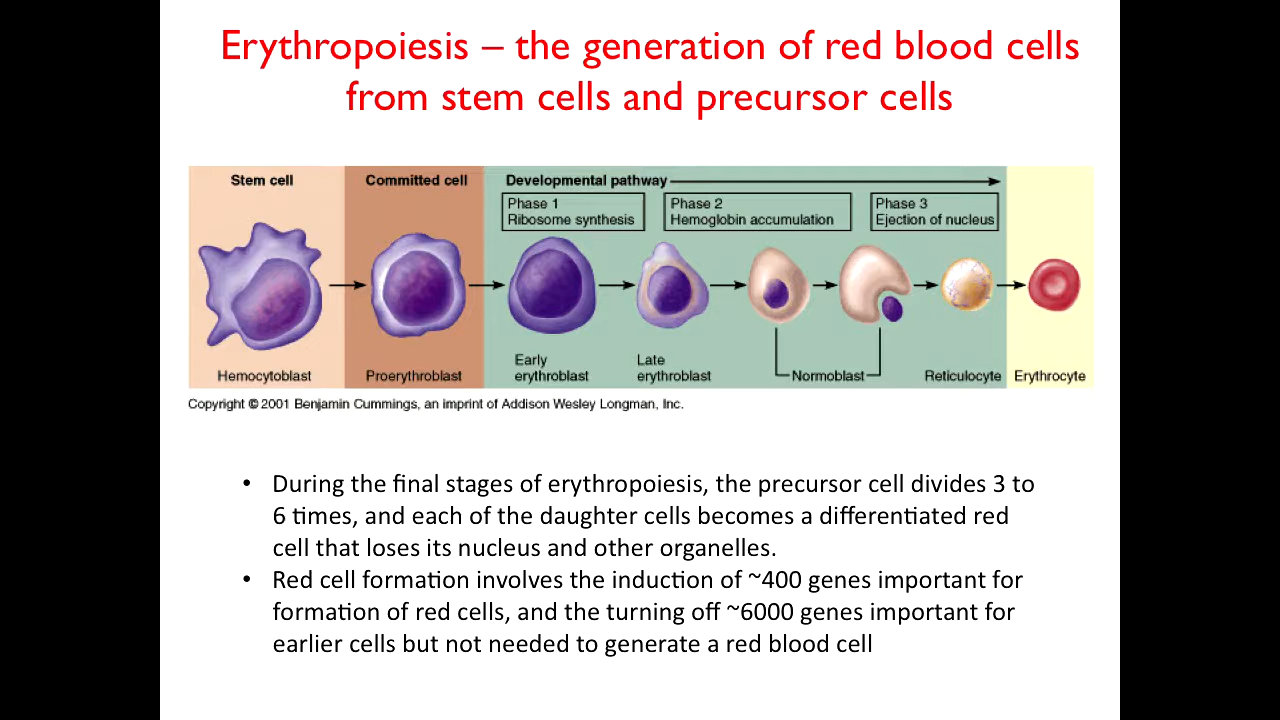 Erythropoiesis – the generation of red blood cells
from stem cells and precursor cells
Stem cell
Committed cell
Developmental pathway
Phase 1
Ribosome synthesis
Phase 2
Hemoglobin accumulation
Phase 3
Ejection of nucleus
Hemocytoblast
Proerythroblast
Early
erythroblast
Late
erythroblast
Normoblast
Reticulocyte
Erythrocyte
Copyright © 2001 Benjamin Cummings, an imprint of Addison Wesley Longman, Inc.
• During the final stages of erythropoiesis, the precursor cell divides 3 to
6 times, and each of the daughter cells becomes a differentiated red
cell that loses its nucleus and other organelles.
• Red cell formation involves the induction of ~400 genes important for
formation of red cells, and the turning off ~6000 genes important for
earlier cells but not needed to generate a red blood cell